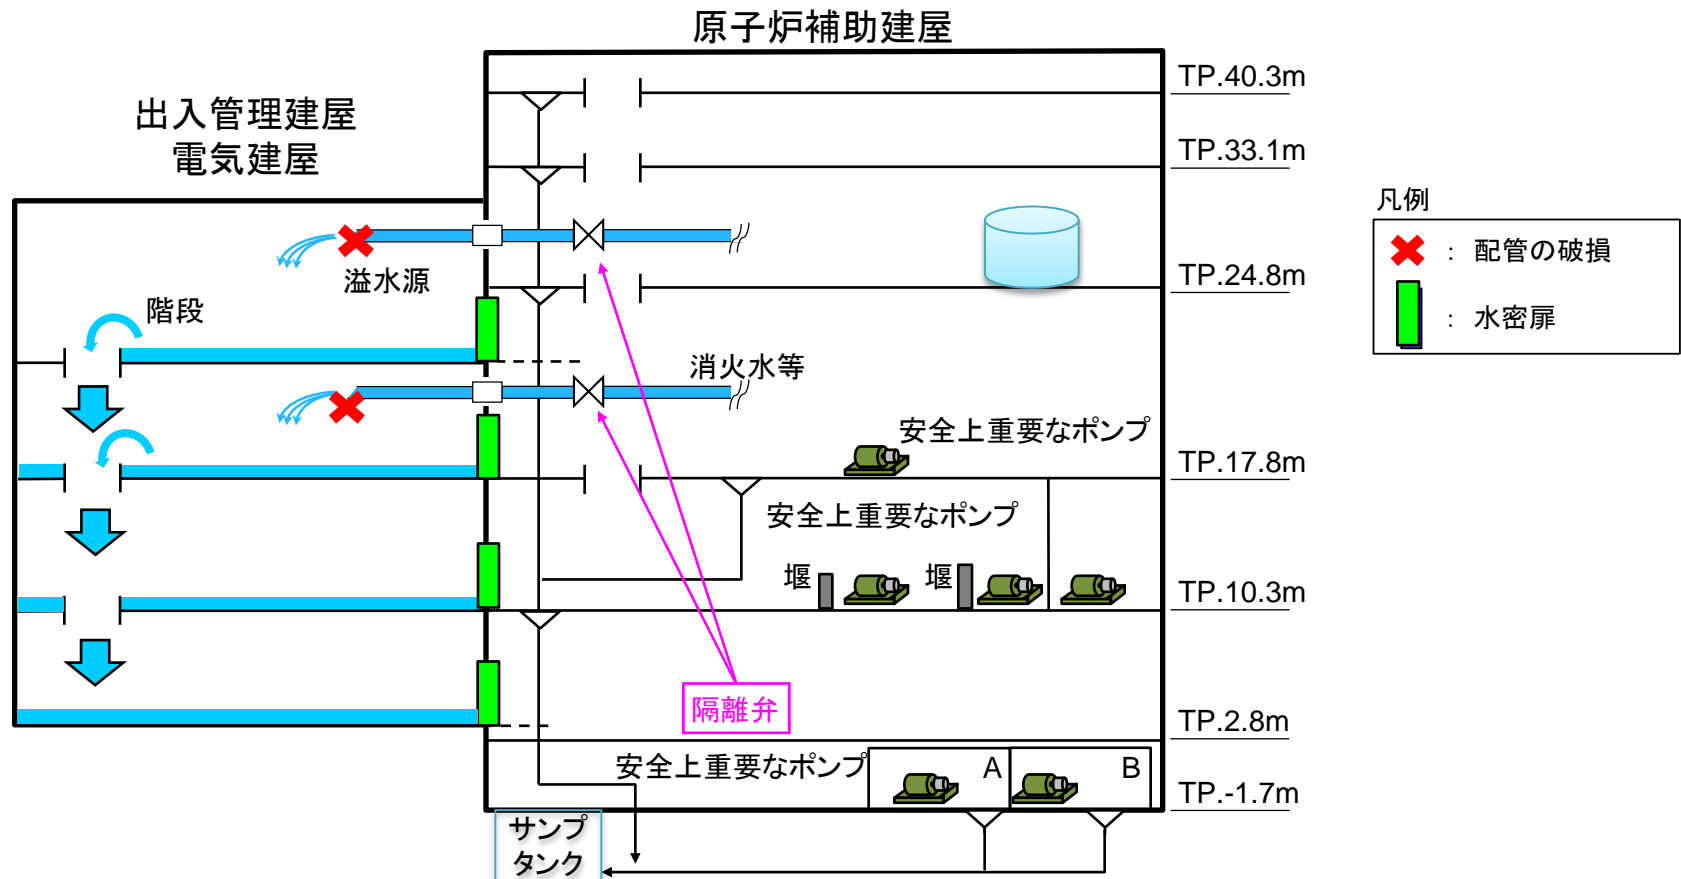 原子炉補助建屋
TP.40.3m
出入管理建屋
電気建屋
TP.33.1m
凡例
: 配管の破損
: 水密扉
溢水源
TP.24.8m
階段
消火水等
安全上重要なポンプ
TP.17.8m
安全上重要なポンプ
堰
堰
TP.10.3m
隔離弁
TP.2.8m
安全上重要なポンプ
A
B
TP.-1.7m
サンプ
タンク